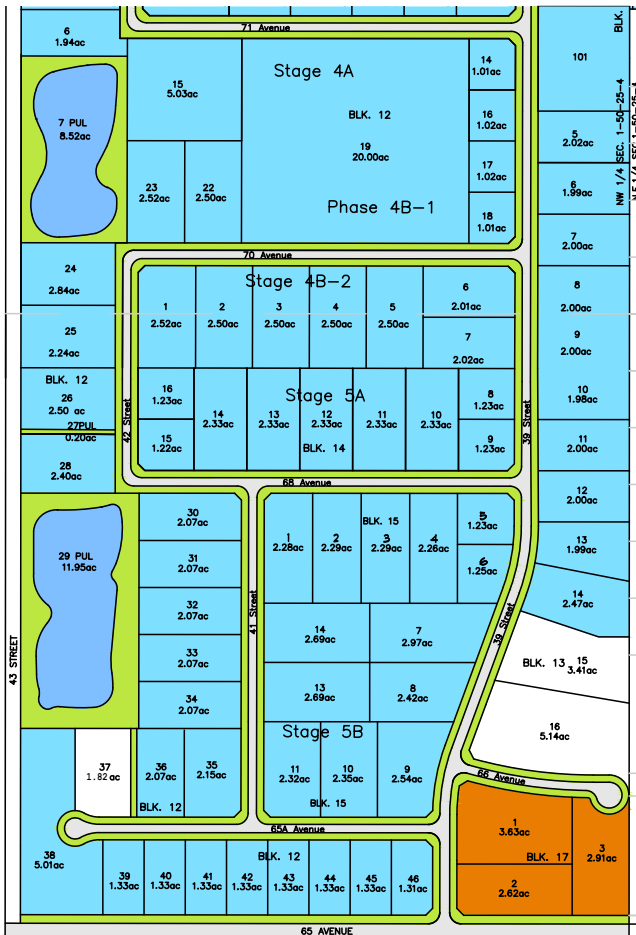 71 Avenue
BLK.
6
1.94ac
Stage 4A
14
1.01ac
101
15
5.03ac
BLK. 12
16
1.02ac
7 PUL
8.52ac
19
20.00ac
5
2.02ac
NW 1/4 SEC. 1-50-25-4
17
1.02ac
23
2.52ac
22
2.50ac
6
1.99ac
Phase 4B-1
18
1.01ac
7
2.00ac
70 Avenue
24
2.84ac
Stage 4B-2
8
2.00ac
1
2.52ac
2
2.50ac
3
2.50ac
4
2.50ac
5
2.50ac
6
2.01ac
25
2.24ac
7
2.02ac
9
2.00ac
BLK. 12
26
2.50 ac
16
1.23ac
Stage 5A
8
1.23ac
10
1.98ac
14
2.33ac
13
2.33ac
12
2.33ac
11
2.33ac
10
2.33ac
27PUL
0.20ac
42 Street
15
1.22ac
BLK. 14
9
1.23ac
39 Street
11
2.00ac
28
2.40ac
68 Avenue
12
2.00ac
30
2.07ac
BLK. 15
5
1.23ac
1
2.28ac
2
2.29ac
3
2.29ac
4
2.26ac
13
1.99ac
29 PUL
11.95ac
31
2.07ac
6
1.25ac
14
2.47ac
32
2.07ac
41 Street
14
2.69ac
7
2.97ac
39 Street
43 STREET
33
2.07ac
BLK. 13
15
3.41ac
34
2.07ac
13
2.69ac
8
2.42ac
16
5.14ac
Stage 5B
37
1.82 ac
36
2.07ac
35
2.15ac
11
2.32ac
10
2.35ac
9
2.54ac
66 Avenue
BLK. 12
BLK. 15
65A Avenue
1
3.63ac
38
5.01ac
BLK. 12
BLK. 17
3
2.91ac
39
1.33ac
40
1.33ac
41
1.33ac
42
1.33ac
43
1.33ac
44
1.33ac
45
1.33ac
46
1.31ac
2
2.62ac
65 AVENUE